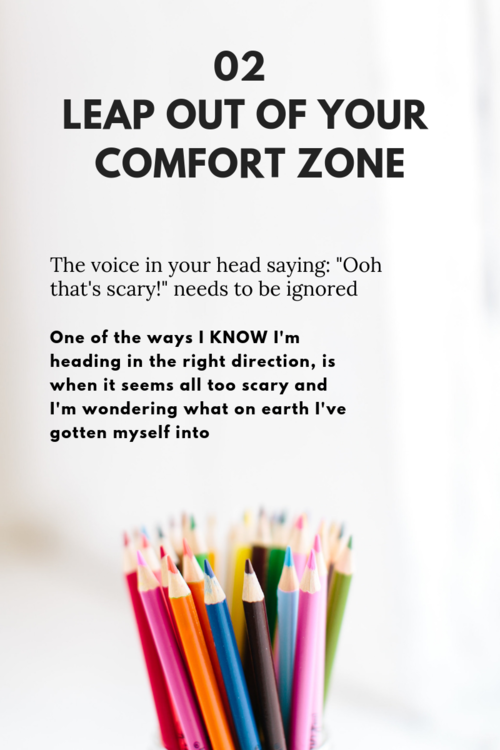 02
LEAP OUT OF YOUR
COMFORT ZONE
The voice in your head saying: "Ooh
that's scary!" needs to be ignored
One of the ways I KNOW I'm
heading in the right direction, is
when it seems all too scary and
I'm wondering what on earth I've
gotten myself into